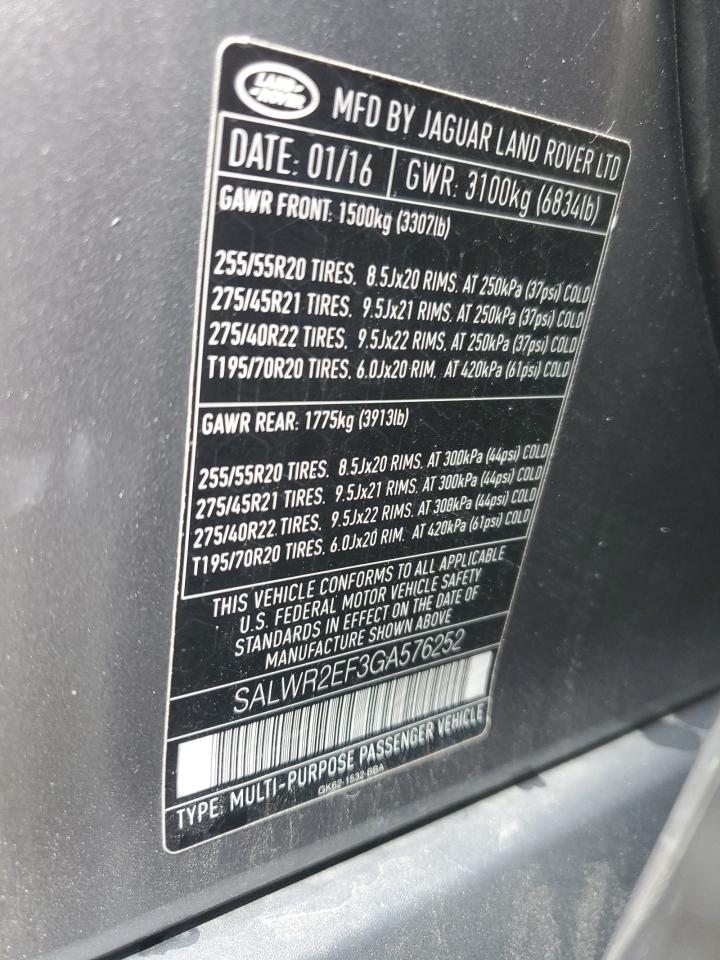 LAND
ROVER
MFD BY JAGUAR LAND ROVER LTD
DATE: 01/16 GWR: 3100kg (6834lb)
GAWR FRONT: 1500kg (3307lb)
255/55R20 TIRES, 8.5Jx20 RIMS, AT 250kPa (37psi) COLD
275/45R21 TIRES, 9.5Jx21 RIMS, AT 250kPa (37psi) COLD
275/40R22 TIRES, 9.5Jx22 RIMS, AT 250kPa (37psi) COLD
T195/70R20 TIRES, 6.0Jx20 RIM, AT 420kPa (61psi) COLD
GAWR REAR: 1775kg (3913lb)
255/55R20 TIRES, 8.5Jx20 RIMS, AT 300kPa (44psi) COLD
275/45R21 TIRES, 9.5Jx21 RIMS, AT 300kPa (44psi) COLD
275/40R22 TIRES, 9.5Jx22 RIMS, AT 300kPa (44psi) COLD
T195/70R20 TIRES, 6.0Jx20 RIM, AT 420kPa (61psi) COLD
THIS VEHICLE CONFORMS TO ALL APPLICABLE
U.S. FEDERAL MOTOR VEHICLE SAFETY
STANDARDS IN EFFECT ON THE DATE OF
MANUFACTURE SHOWN ABOVE
SALWR2EF3GA576252
TYPE: MULTI-PURPOSE PASSENGER VEHICLE
GK62-1532-BBA